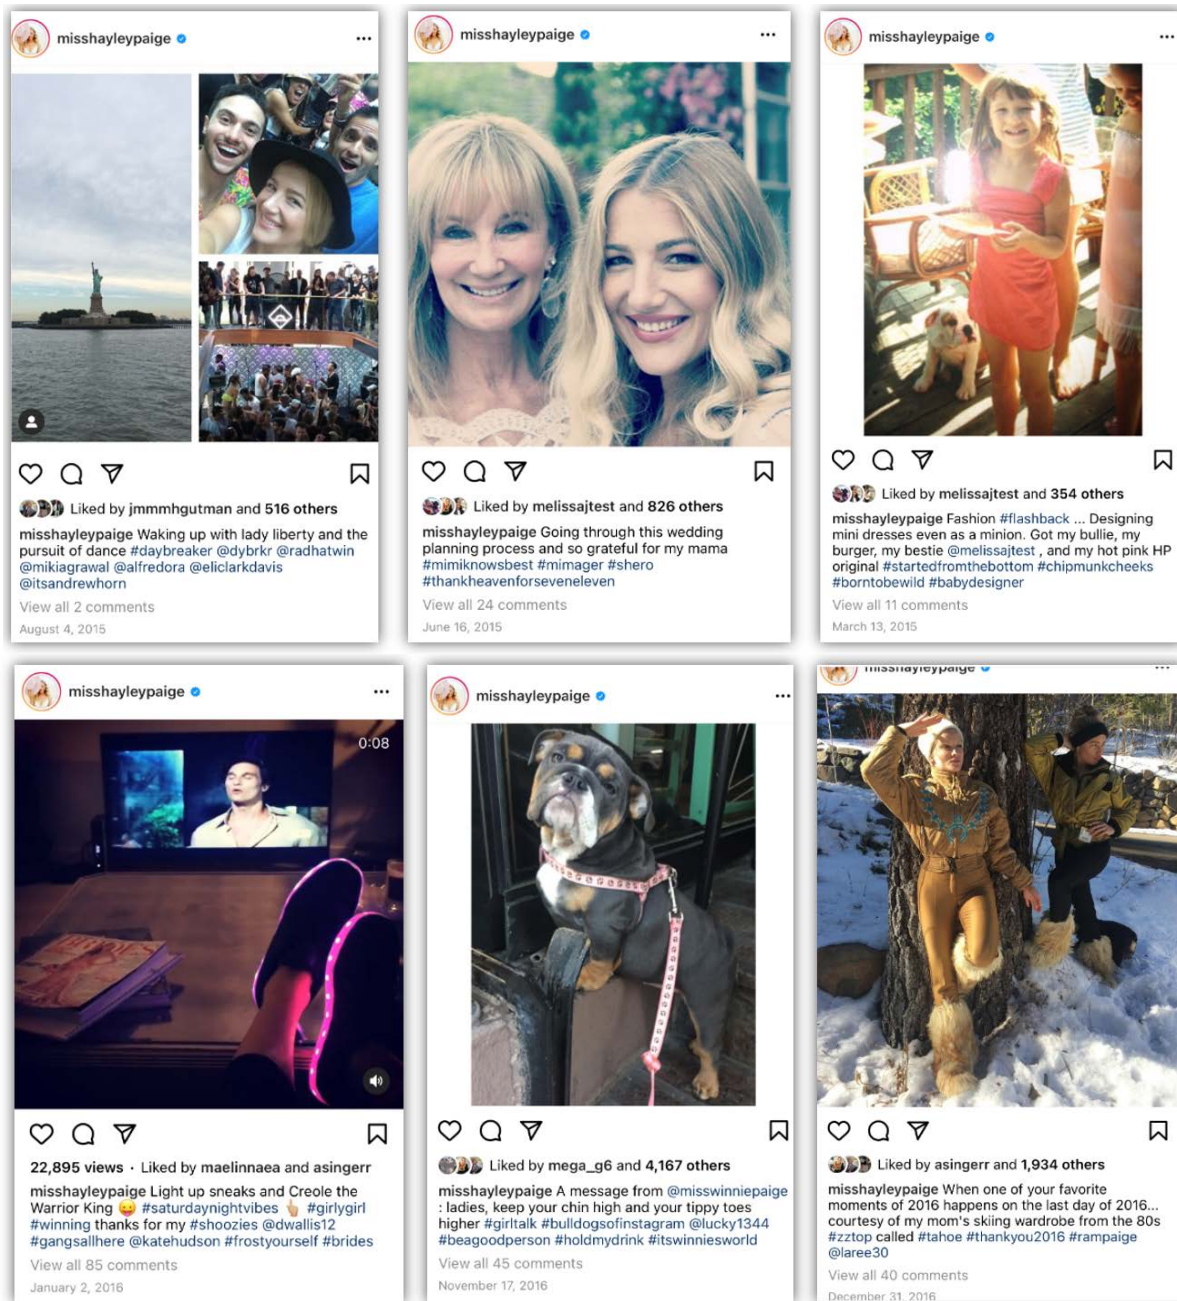 misshayleypaige
Liked by jmmmhgutman and 516 others
misshayleypaige Waking up with lady liberty and the
pursuit of dance #daybreaker @dybrkr @radhatwin
@mikiagrawal @alfredora @eliclarkdavis
@itsandrewhorn
View all 2 comments
August 4, 2015
misshayleypaige
Liked by melissajtest and 826 others
misshayleypaige Going through this wedding
planning process and so grateful for my mama
#mimiknowsbest #mimager #shero
#thankheavenforseveneleven
View all 24 comments
June 16, 2015
misshayleypaige
Liked by melissajtest and 354 others
misshayleypaige Fashion #flashback ... Designing
mini dresses even as a minion. Got my bullie, my
burger, my bestie @melissajtest , and my hot pink HP
original #startedfromthebottom #chipmunkcheeks
#borntobewild #babydesigner
View all 11 comments
March 13, 2015
misshayleypaige
0:08
BRIDES
22,895 views · Liked by maelinnaea and asingerr
misshayleypaige Light up sneaks and Creole the
Warrior King 😛 #saturdaynightvibes 👆 #girlygirl
#winning thanks for my #shoozies @dwallis12
#gangsallhere @katehudson #frostyourself #brides
View all 85 comments
January 2, 2016
misshayleypaige
Liked by mega_g6 and 4,167 others
misshayleypaige A message from @misswinniepaige
: ladies, keep your chin high and your tippy toes
higher #girltalk #bulldogsofinstagram @lucky1344
#beagoodperson #holdmydrink #itswinniesworld
View all 45 comments
November 17, 2016
misshayleypaige
Liked by asingerr and 1,934 others
misshayleypaige When one of your favorite
moments of 2016 happens on the last day of 2016...
courtesy of my mom's skiing wardrobe from the 80s
#zztop called #tahoe #thankyou2016 #rampaige
@laree30
View all 40 comments
December 31, 2016